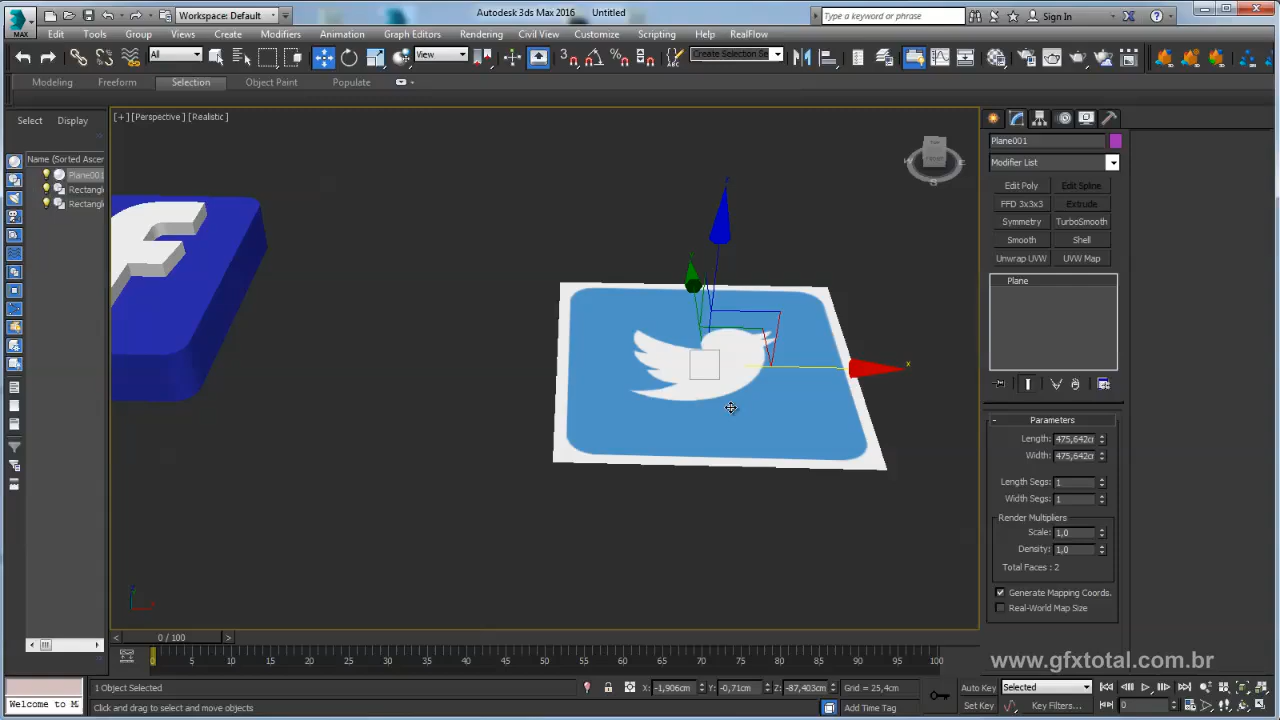 Workspace: Default
Autodesk 3ds Max 2016 Untitled
Type a keyword or phrase
Sign In
MAX
Edit Tools Group Views Create Modifiers Animation Graph Editors Rendering Civil View Customize Scripting Help RealFlow
All
View
Create Selection Se
Modeling Freeform Selection Object Paint Populate
Select Display
Name (Sorted Ascen
Plane001
Rectangle
Rectangle
[+] [Perspective] [Realistic]
Plane001
Modifier List
Edit Poly Edit Spline
FFD 3x3x3 Extrude
Symmetry TurboSmooth
Smooth Shell
Unwrap UVW UVW Map
Plane
- Parameters
Length: 475,642c
Width: 475,642c
Length Segs: 1
Width Segs: 1
Render Multipliers
Scale: 1,0
Density: 1,0
Total Faces : 2
Generate Mapping Coords.
Real-World Map Size
0 / 100
0 5 10 15 20 25 30 35 40 45 50 55 60 65 70 75 80 85 90 95 100
www.gfxtotal.com.br
1 Object Selected
X: -1,906cm Y: -0,71cm Z: -87,403cm Grid = 25,4cm
Auto Key Selected
Welcome to M
Click and drag to select and move objects
Add Time Tag
Set Key Key Filters... 0